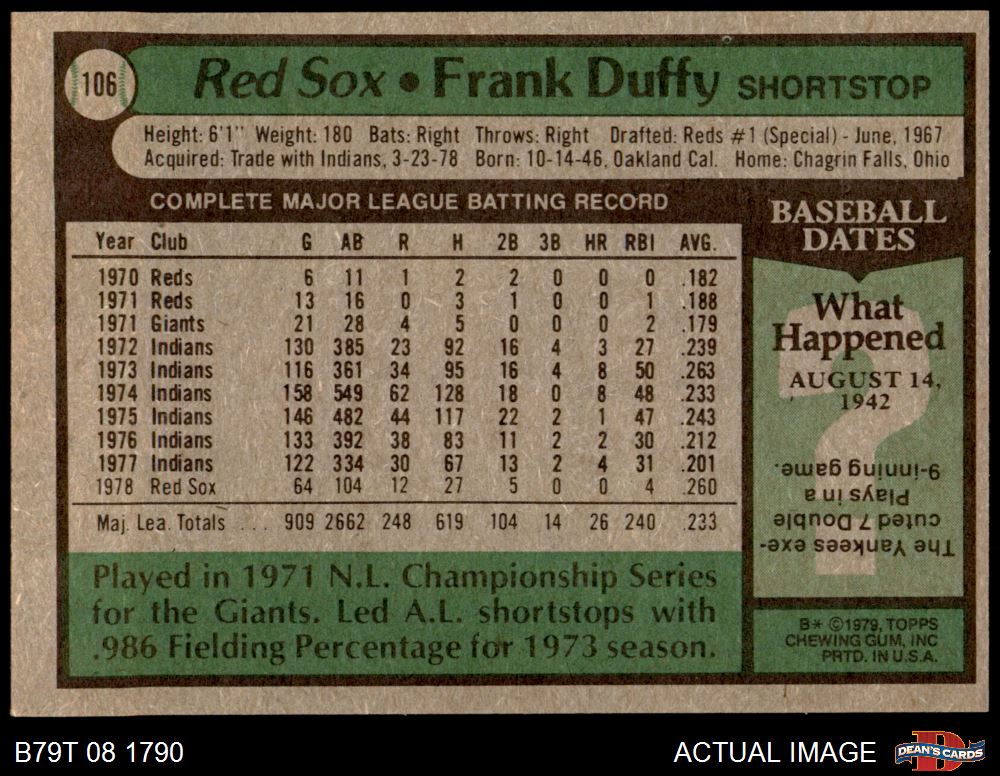 106
Red Sox • Frank Duffy SHORTSTOP
Height: 6'1" Weight: 180 Bats: Right Throws: Right Drafted: Reds #1 (Special) - June, 1967
Acquired: Trade with Indians, 3-23-78 Born: 10-14-46, Oakland Cal. Home: Chagrin Falls, Ohio
COMPLETE MAJOR LEAGUE BATTING RECORD
Year Club G AB R H 2B 3B HR RBI AVG.
1970 Reds 6 11 1 2 2 0 0 0 .182
1971 Reds 13 16 0 3 1 0 0 1 .188
1971 Giants 21 28 4 5 0 0 0 2 .179
1972 Indians 130 385 23 92 16 4 3 27 .239
1973 Indians 116 361 34 95 16 4 8 50 .263
1974 Indians 158 549 62 128 18 0 8 48 .233
1975 Indians 146 482 44 117 22 2 1 47 .243
1976 Indians 133 392 38 83 11 2 2 30 .212
1977 Indians 122 334 30 67 13 2 4 31 .201
1978 Red Sox 64 104 12 27 5 0 0 4 .260
Maj. Lea. Totals ... 909 2662 248 619 104 14 26 240 .233
Played in 1971 N.L. Championship Series
for the Giants. Led A.L. shortstops with
.986 Fielding Percentage for 1973 season.
BASEBALL
DATES
What
Happened
AUGUST 14,
1942
The Yankees exe-
cuted 7 Double
Plays in a
9-inning game.
B* ©1979, TOPPS
CHEWING GUM, INC
PRTD. IN U.S.A.
B79T 08 1790
ACTUAL IMAGE
DEAN'S CARDS